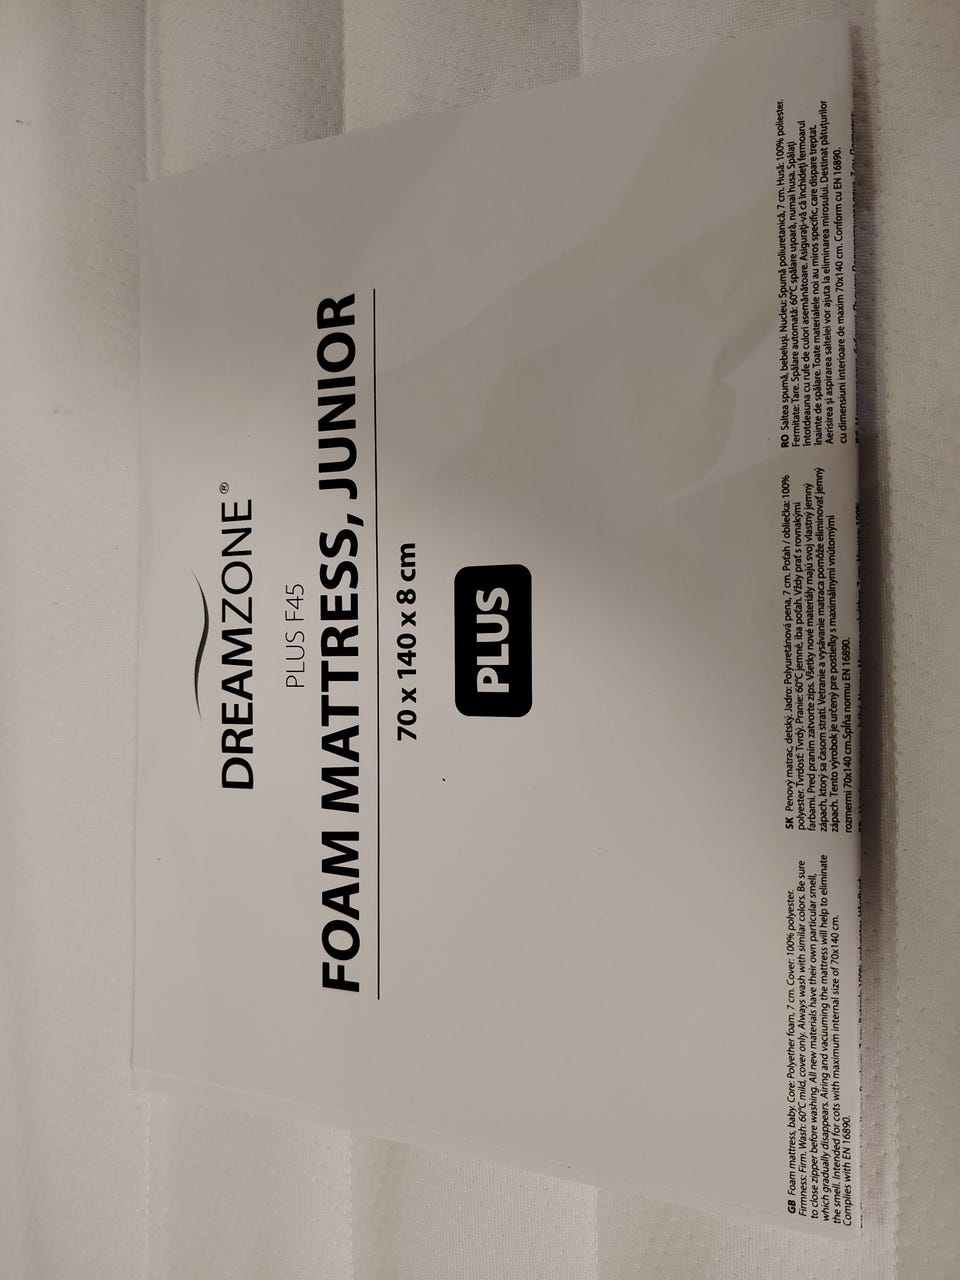 DREAMZONE®
PLUS F45
FOAM MATTRESS, JUNIOR
70 x 140 x 8 cm
PLUS
GB Foam mattress, baby. Core: Polyether foam, 7 cm. Cover: 100% polyester.
Firmness: Firm. Wash: 60°C mild, cover only. Always wash with similar colors. Be sure
to close zipper before washing. All new materials have their own particular smell,
which gradually disappears. Airing and vacuuming the mattress will help to eliminate
the smell. Intended for cots with maximum internal size of 70x140 cm.
Complies with EN 16890.
SK Penový matrac, detský. Jadro: Polyuretánová pena, 7 cm. Poťah / obliečka: 100%
polyester. Tvrdosť: Tvrdý. Pranie: 60°C jemné, iba poťah. Vždy prať s rovnakými
farbami. Pred praním zatvorte zips. Všetky nové materiály majú svoj vlastný jemný
zápach, ktorý sa časom stratí. Vetranie a vysávanie matraca pomôže eliminovať jemný
zápach. Tento výrobok je určený pre postieľky s maximálnymi vnútornými
rozmermi 70x140 cm.Spĺňa normu EN 16890.
RO Saltea spumă, bebeluși. Nucleu: Spumă poliuretanică, 7 cm. Husă: 100% poliester.
Fermitate: Tare. Spălare automată: 60°C spălare ușoară, numai husa. Spălați
întotdeauna cu rufe de culori asemănătoare. Asigurați-vă că închideți fermoarul
înainte de spălare. Toate materialele noi au miros specific, care dispare treptat.
Aerisirea și aspirarea saltelei vor ajuta la eliminarea mirosului. Destinat pătuțurilor
cu dimensiuni interioare de maxim 70x140 cm. Conform cu EN 16890.